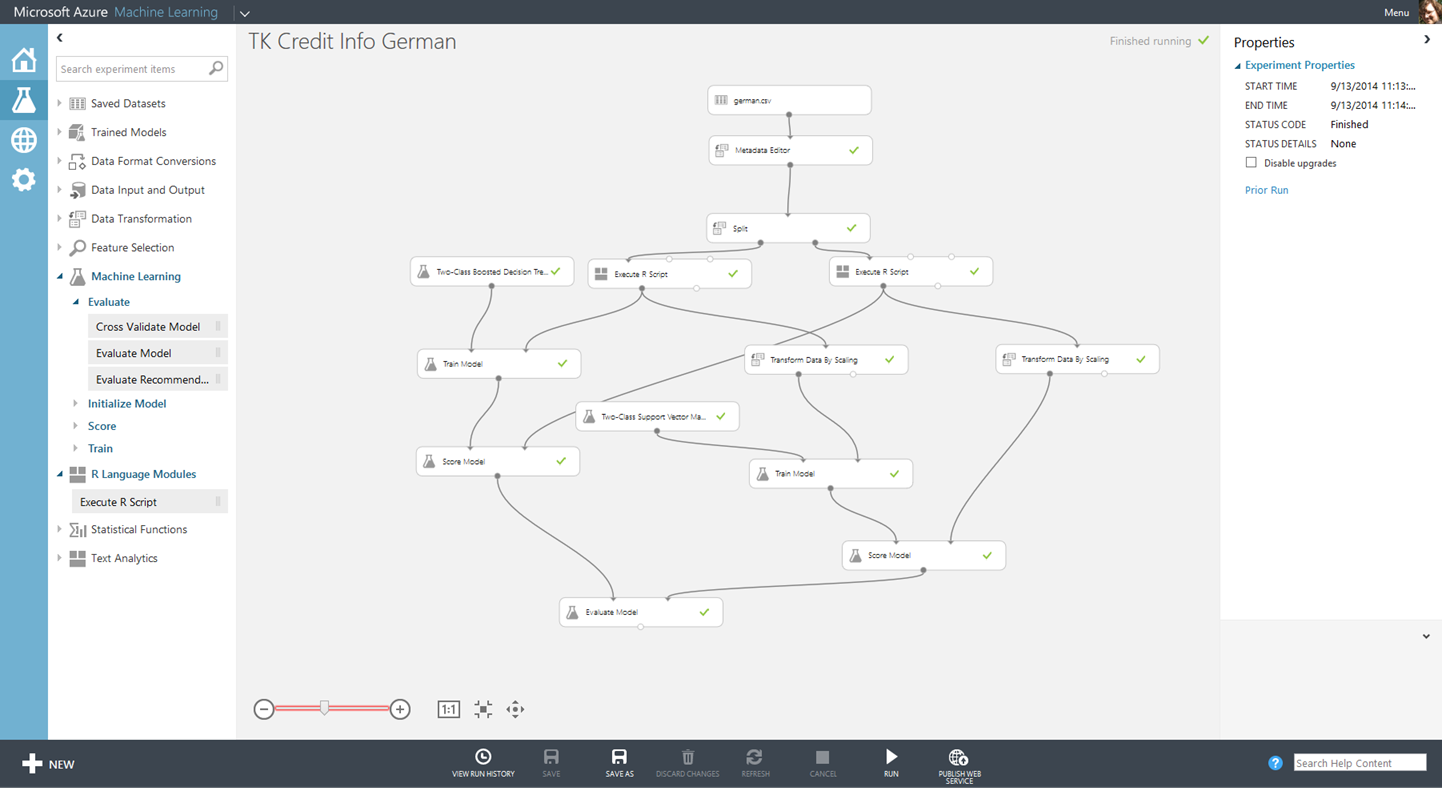 Microsoft Azure Machine Learning
Menu
Search experiment items
Saved Datasets
Trained Models
Data Format Conversions
Data Input and Output
Data Transformation
Feature Selection
Machine Learning
Evaluate
Cross Validate Model
Evaluate Model
Evaluate Recommend...
Initialize Model
Score
Train
R Language Modules
Execute R Script
Statistical Functions
Text Analytics
TK Credit Info German
Finished running
german.csv
Metadata Editor
Split
Two-Class Boosted Decision Tre...
Execute R Script
Execute R Script
Train Model
Transform Data By Scaling
Transform Data By Scaling
Two-Class Support Vector Ma...
Score Model
Train Model
Score Model
Evaluate Model
1:1
Properties
Experiment Properties
START TIME 9/13/2014 11:13:...
END TIME 9/13/2014 11:14:...
STATUS CODE Finished
STATUS DETAILS None
Disable upgrades
Prior Run
NEW
VIEW RUN HISTORY
SAVE
SAVE AS
DISCARD CHANGES
REFRESH
CANCEL
RUN
PUBLISH WEB
SERVICE
?
Search Help Content